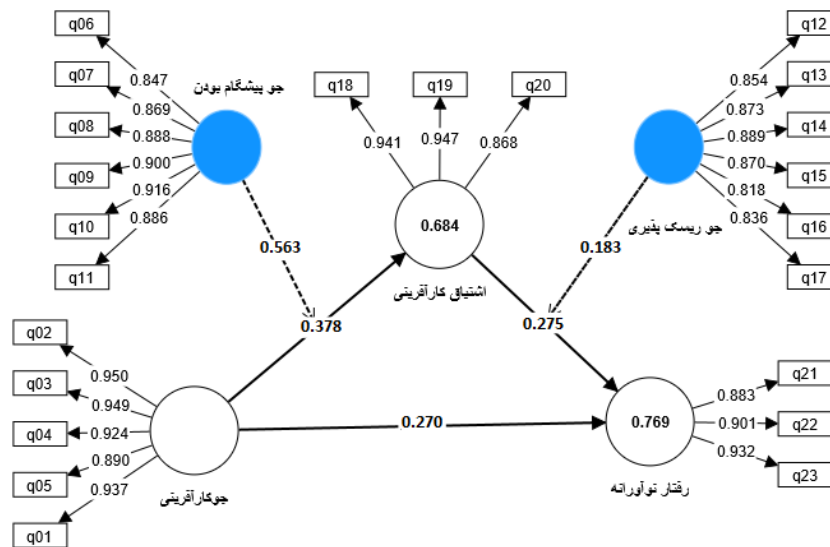 q06
q07
q08
q09
q10
q11
0.847
0.869
0.888
0.900
0.916
0.886
جو پیشگام بودن
q18
q19
q20
0.941
0.947
0.868
0.684
اشتیاق کارآفرینی
q12
q13
q14
q15
q16
q17
0.854
0.873
0.889
0.870
0.818
0.836
جو ریسک پذیری
0.563
0.183
0.378
0.275
q02
q03
q04
q05
q01
0.950
0.949
0.924
0.890
0.937
جوکارآفرینی
0.270
0.769
رفتار نوآورانه
0.883
0.901
0.932
q21
q22
q23